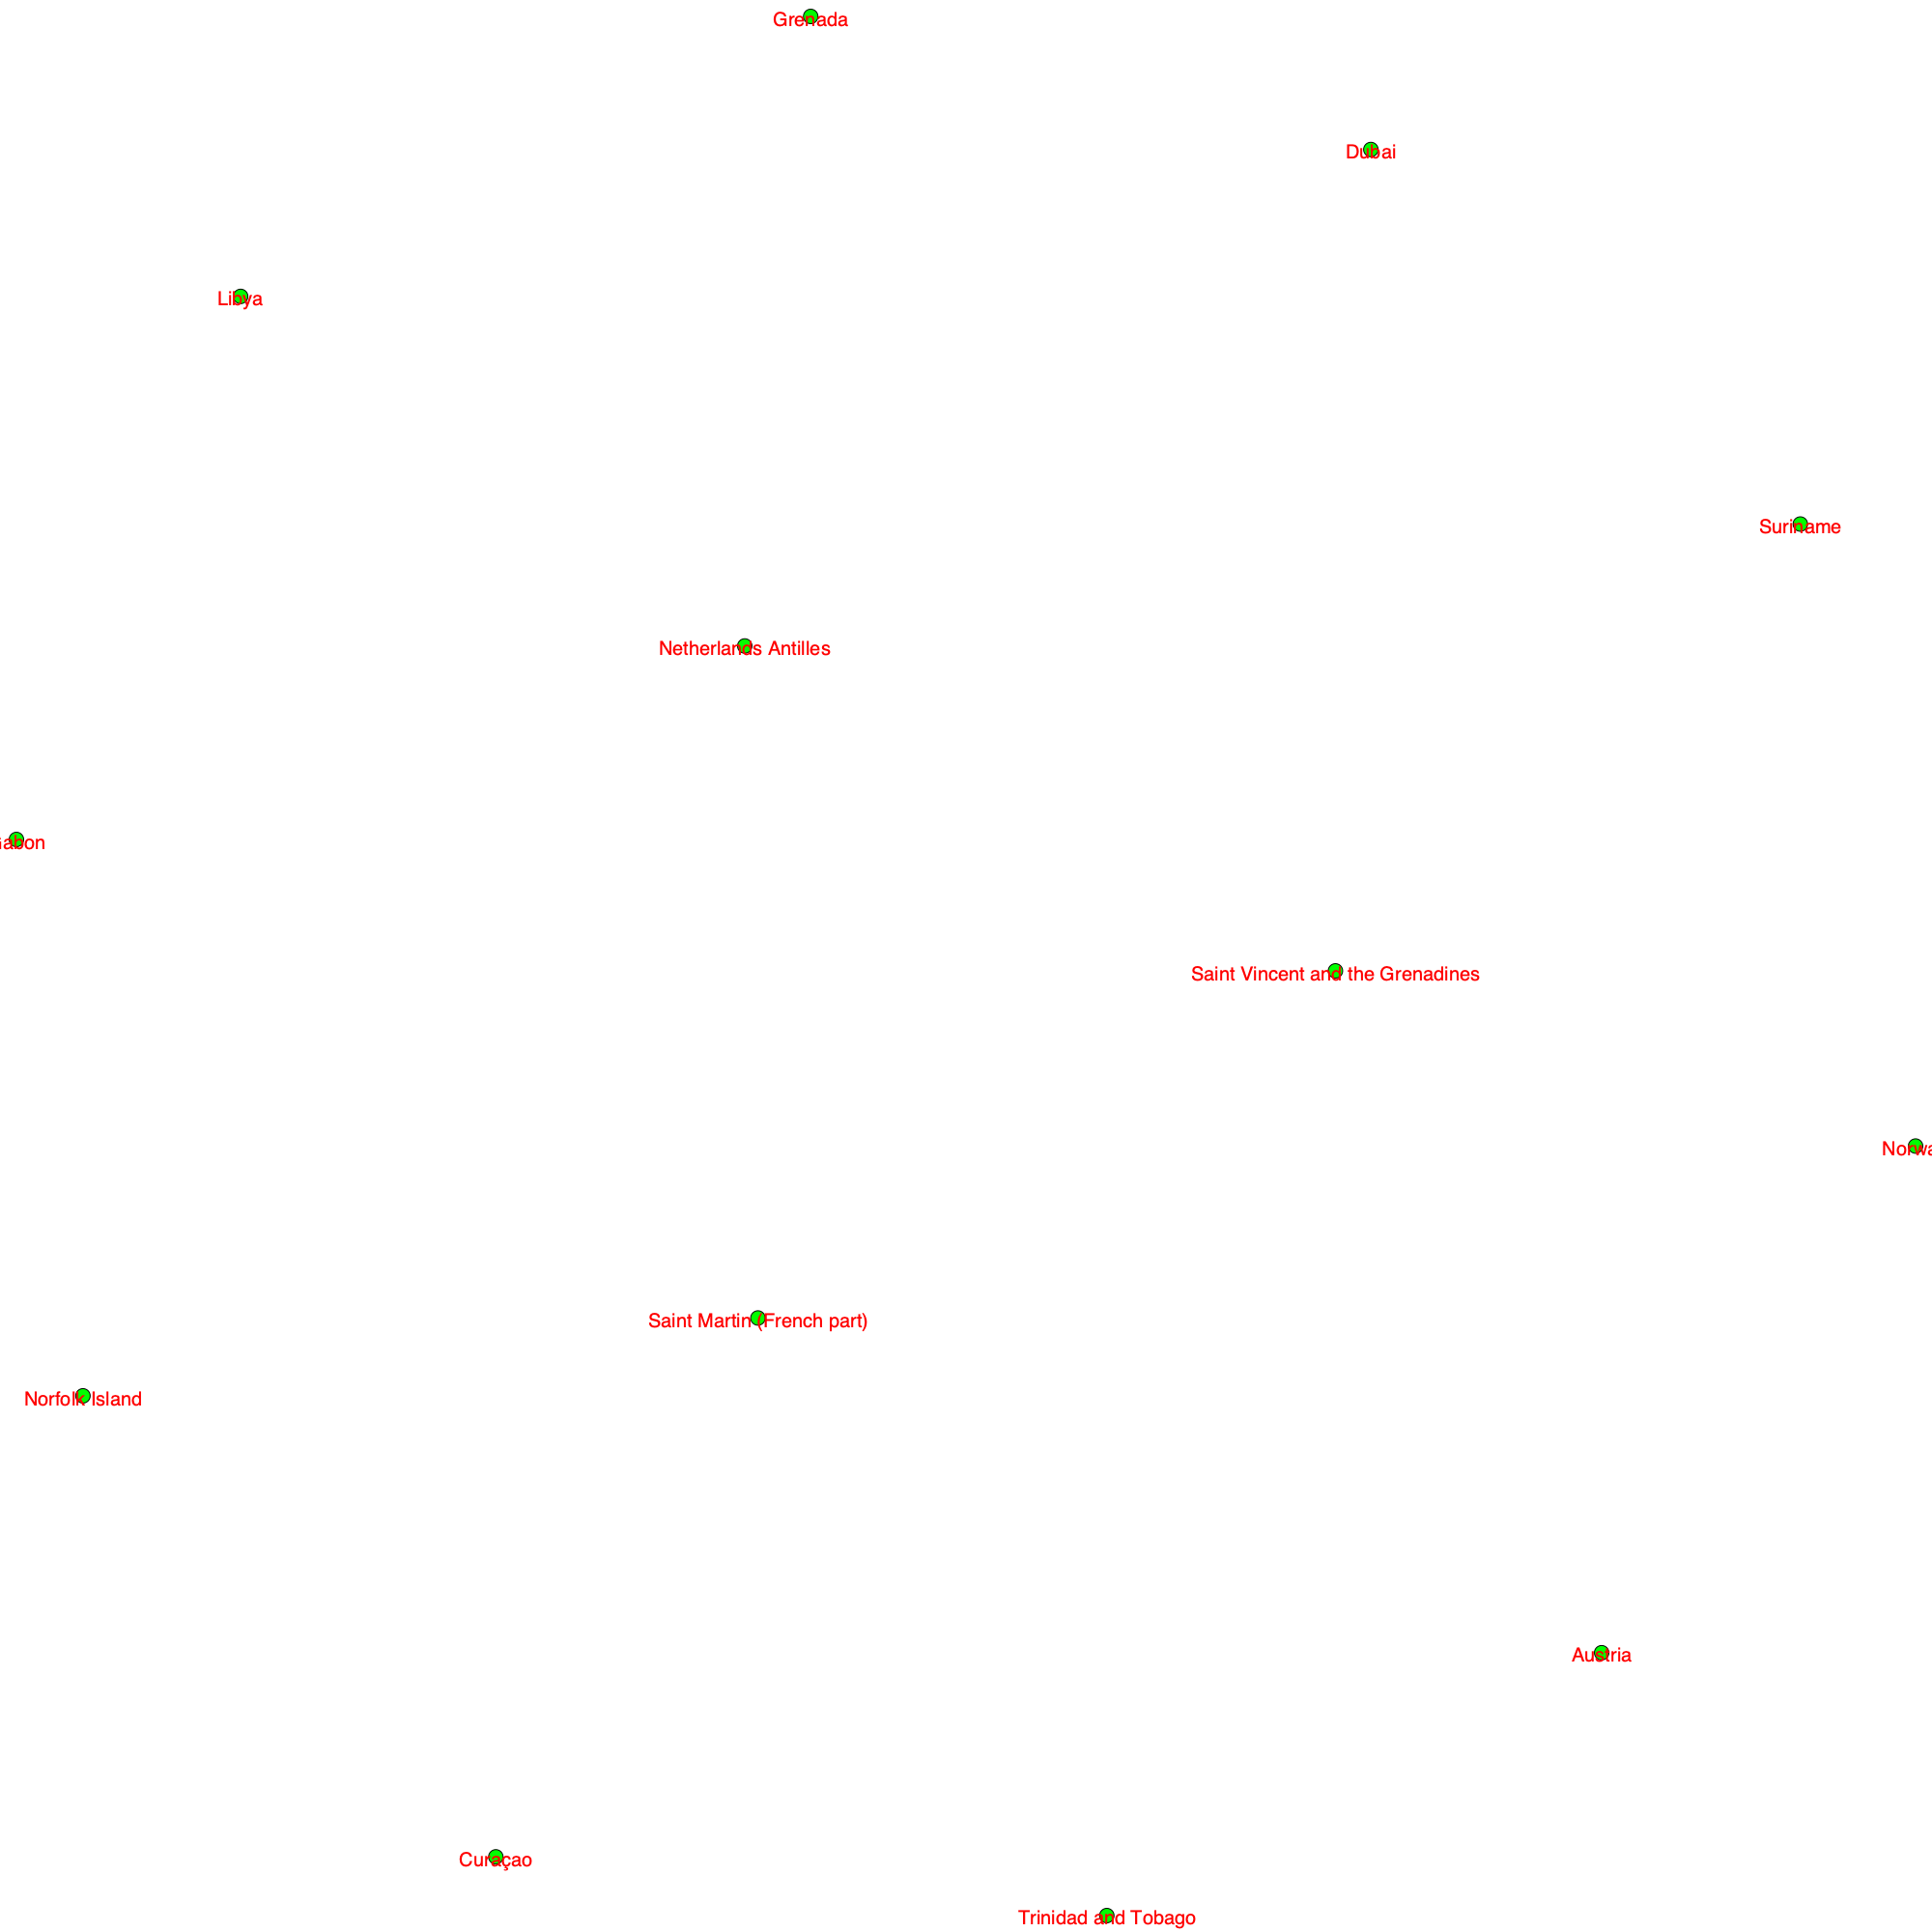 Grenada
Dubai
Libya
Suriname
Netherlands Antilles
abon
Saint Vincent and the Grenadines
Norwa
Saint Martin (French part)
Norfolk Island
Austria
Curaçao
Trinidad and Tobago